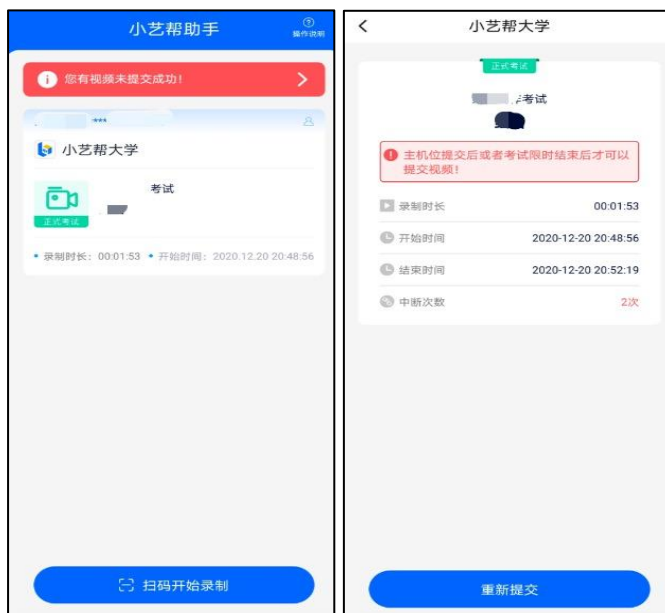 小艺帮助手
操作说明
您有视频未提交成功!
***
小艺帮大学
考试
正式考试
• 录制时长:00:01:53 • 开始时间:2020.12.20 20:48:56
扫码开始录制
小艺帮大学
正式考试
考试
主机位提交后或者考试限时结束后才可以
提交视频!
录制时长 00:01:53
开始时间 2020-12-20 20:48:56
结束时间 2020-12-20 20:52:19
中断次数 2次
重新提交